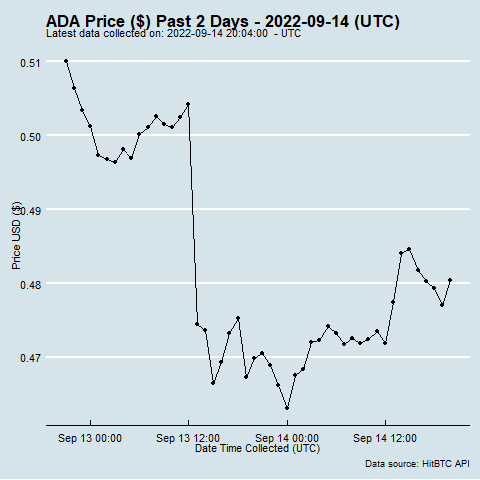 ADA Price ($) Past 2 Days - 2022-09-14 (UTC)
Latest data collected on: 2022-09-14 20:04:00  - UTC
0.51
0.50
0.49
0.48
0.47
Price USD ($)
Sep 13 00:00 Sep 13 12:00 Sep 14 00:00 Sep 14 12:00
Date Time Collected (UTC)
Data source: HitBTC API